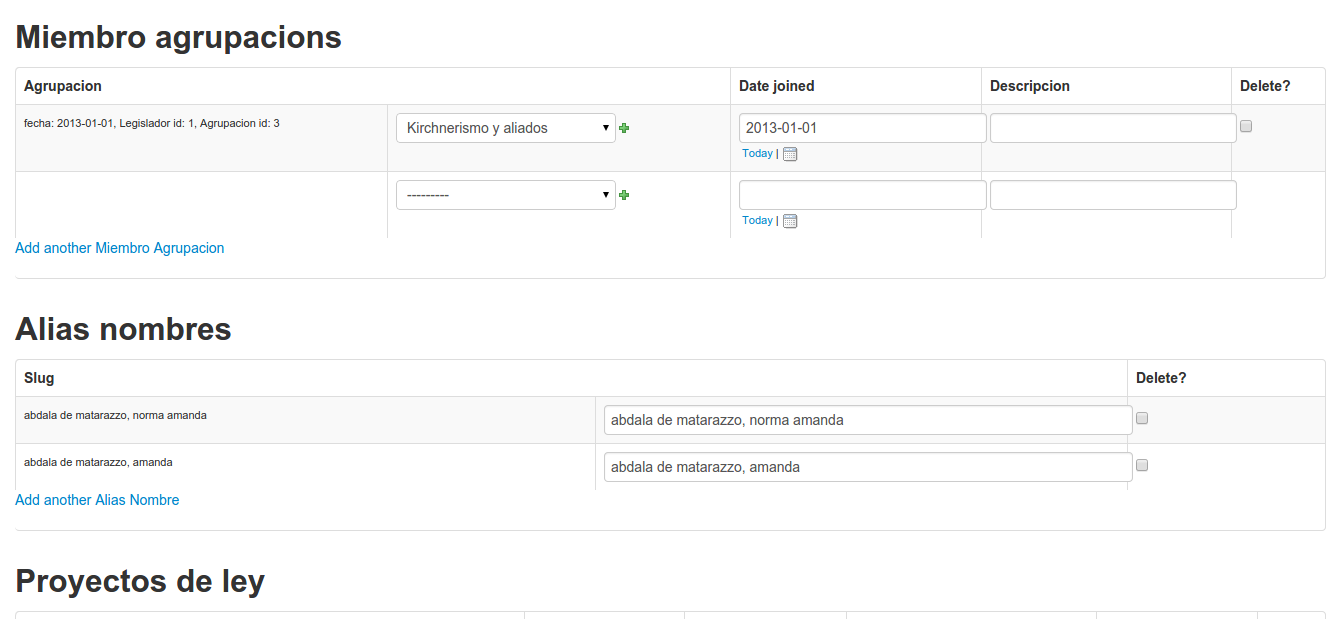 Miembro agrupacions
Agrupacion Date joined Descripcion Delete?
fecha: 2013-01-01, Legislador id: 1, Agrupacion id: 3 Kirchnerismo y aliados 2013-01-01
Today |
---------
Today |
Add another Miembro Agrupacion
Alias nombres
Slug Delete?
abdala de matarazzo, norma amanda abdala de matarazzo, norma amanda
abdala de matarazzo, amanda abdala de matarazzo, amanda
Add another Alias Nombre
Proyectos de ley